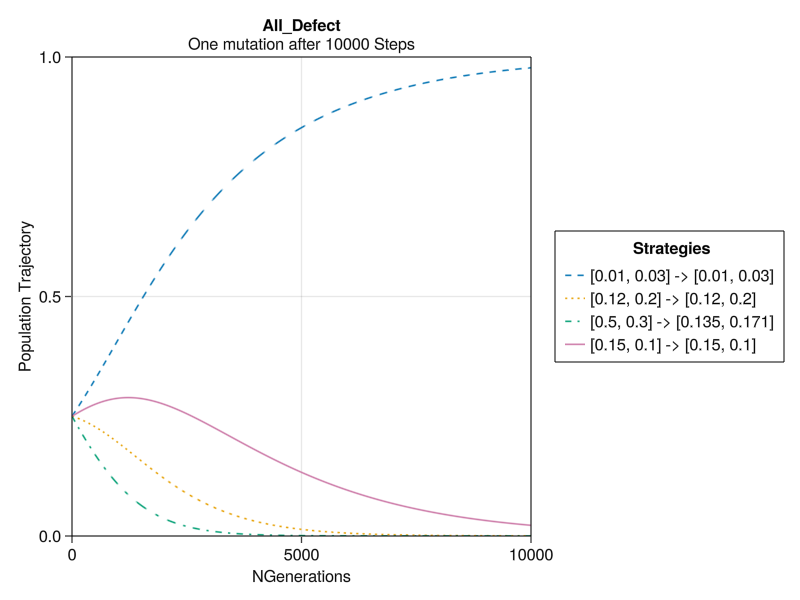 All_Defect
One mutation after 10000 Steps
1.0
0.5
0.0
Population Trajectory
0
5000
10000
NGenerations
Strategies
[0.01, 0.03] -> [0.01, 0.03]
[0.12, 0.2] -> [0.12, 0.2]
[0.5, 0.3] -> [0.135, 0.171]
[0.15, 0.1] -> [0.15, 0.1]